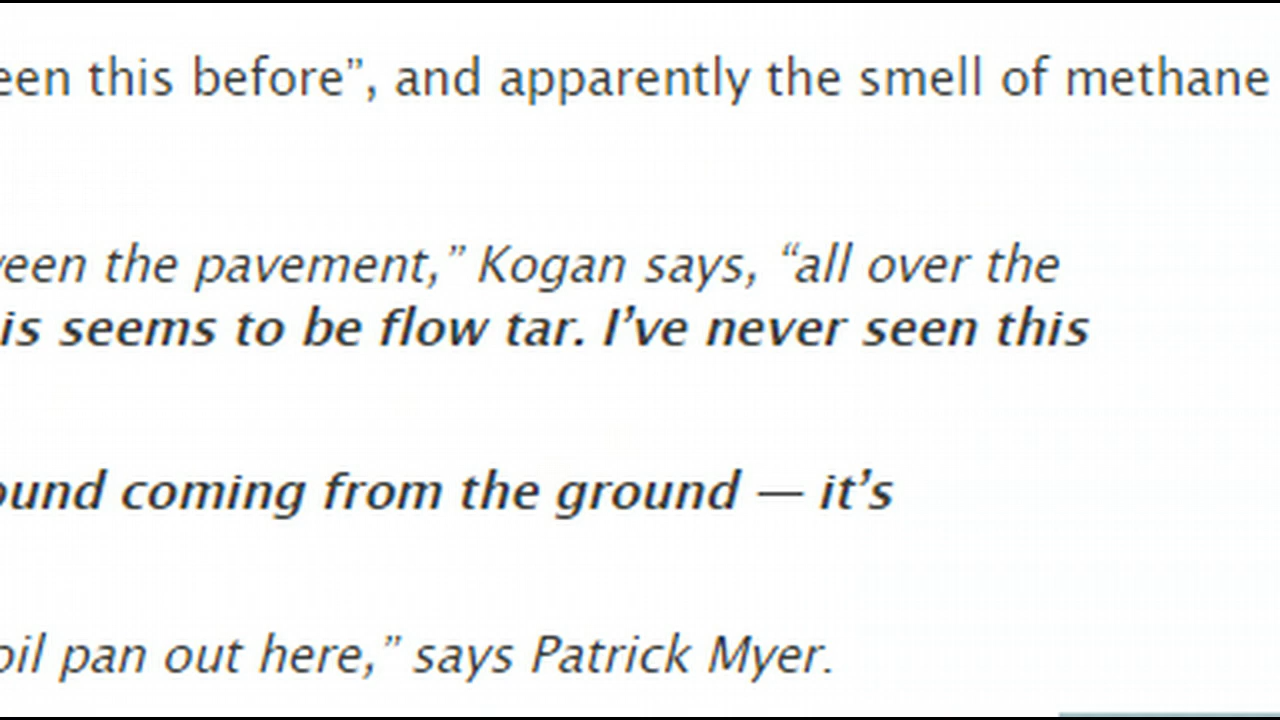 een this before”, and apparently the smell of methane
een the pavement,” Kogan says, “all over the
is seems to be flow tar. I’ve never seen this
ound coming from the ground — it’s
oil pan out here,” says Patrick Myer.